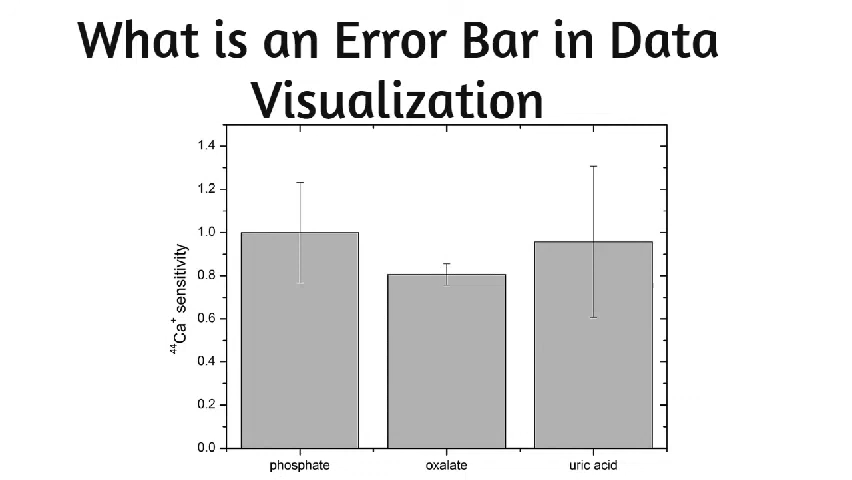 What is an Error Bar in Data
Visualization
1.4
1.2
1.0
0.8
0.6
0.4
0.2
0.0
⁴⁴Ca⁺ sensitivity
phosphate oxalate uric acid